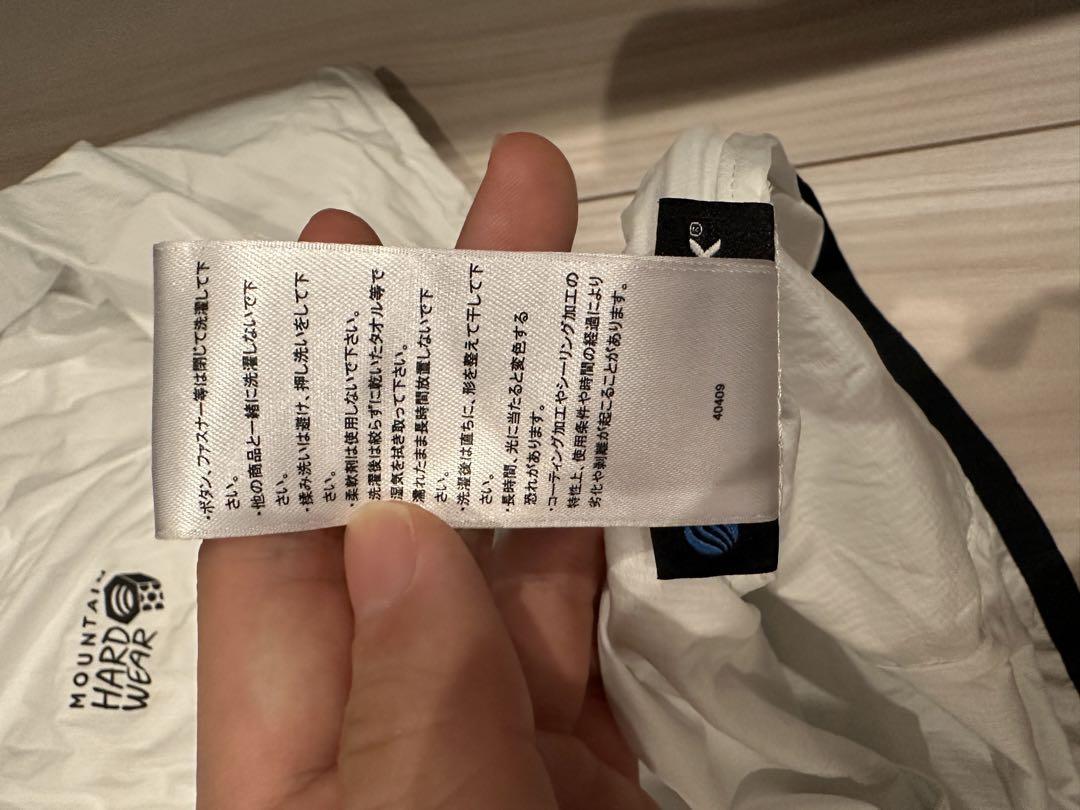 ・ボタン、ファスナー等は閉じて洗濯して下
さい。
・他の商品と一緒に洗濯しないで下
さい。
・揉み洗いは避け、押し洗いをして下
さい。
・柔軟剤は使用しないで下さい。
洗濯後は絞らずに乾いたタオル等で
湿気を拭き取って下さい。
濡れたまま長時間放置しないで下
さい。
・洗濯後は直ちに、形を整えて干して下
さい。
・長時間、光に当たると変色する
恐れがあります。
・コーティング加工やシーリング加工の
特性上、使用条件や時間の経過により
劣化や剥離が起こることがあります。
40409
K®
MOUNTAIN
HARD
WEAR